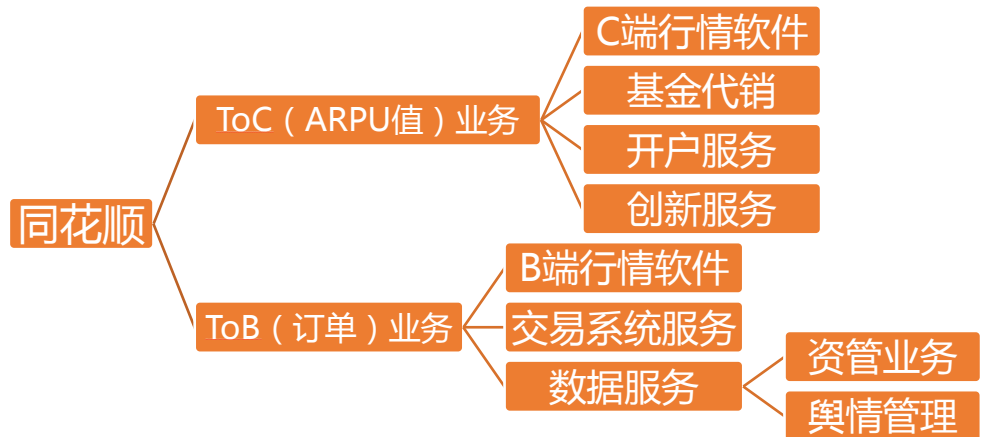 同花顺
ToC（ARPU值）业务
C端行情软件
基金代销
开户服务
创新服务
ToB（订单）业务
B端行情软件
交易系统服务
数据服务
资管业务
舆情管理